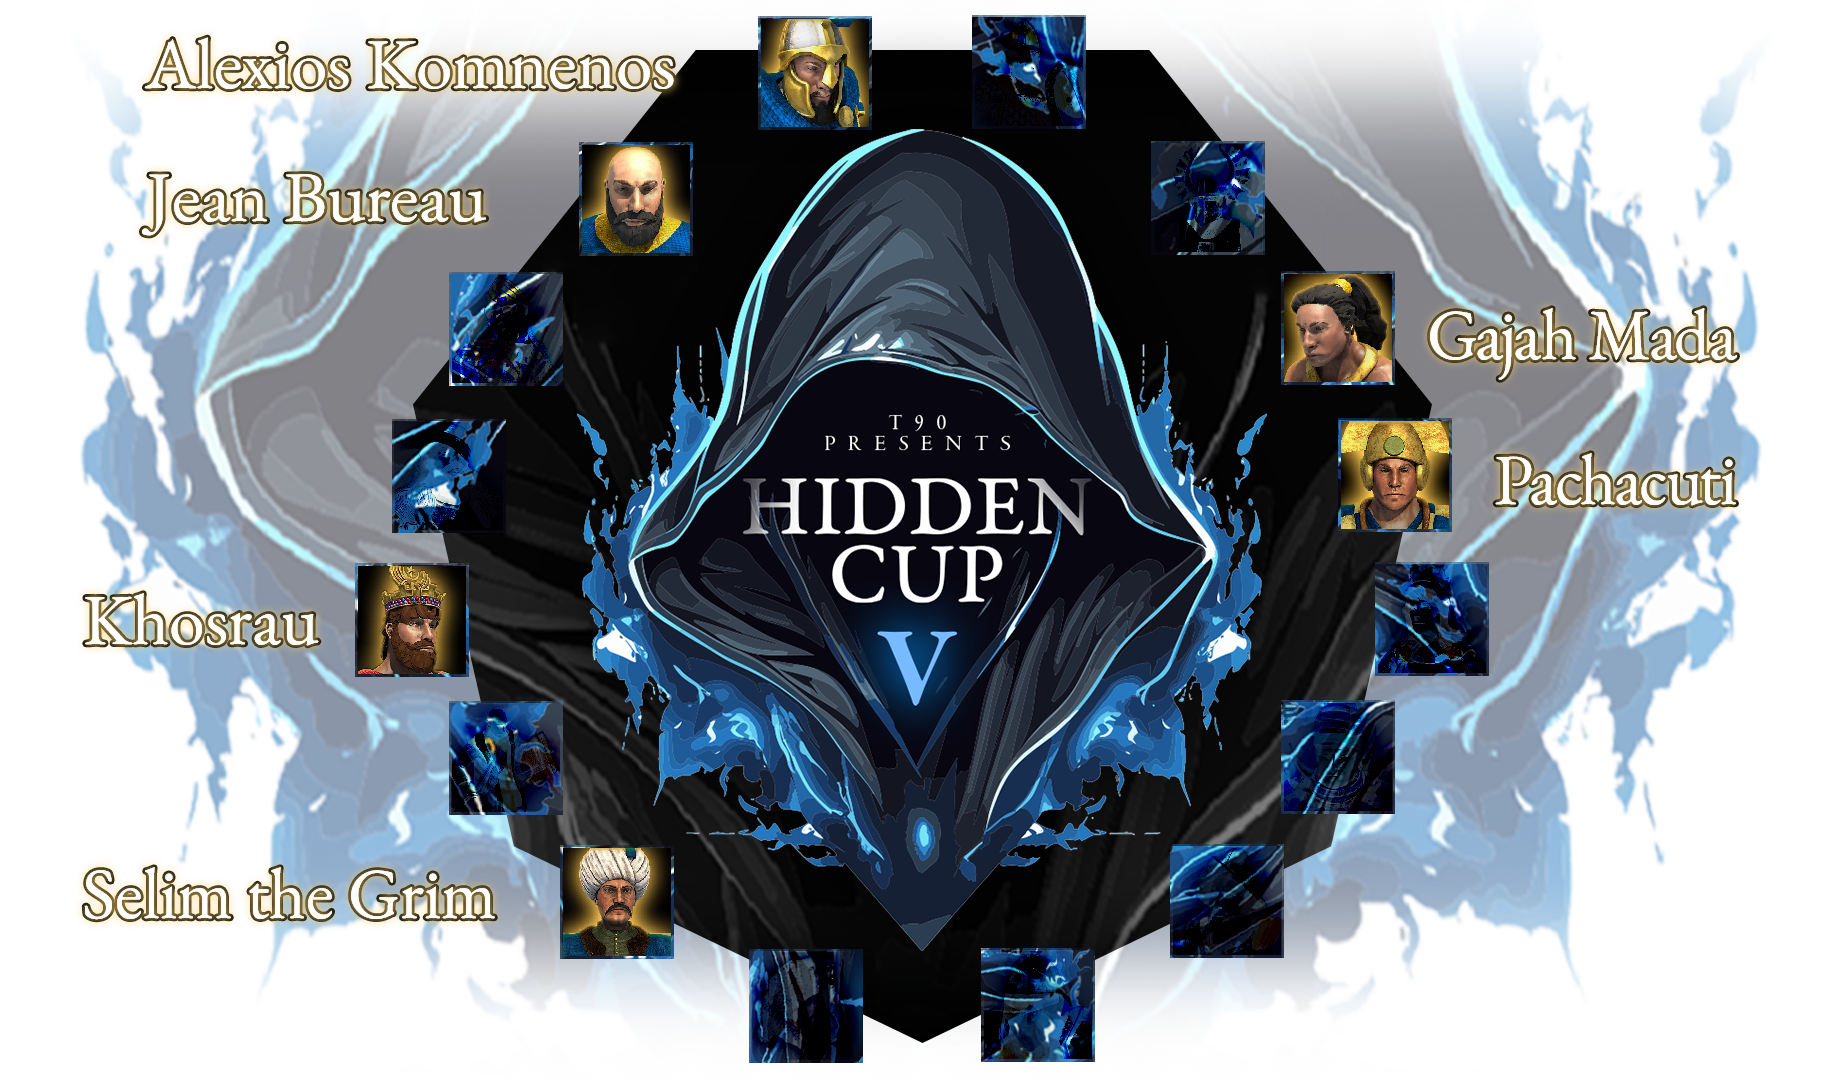 Alexios Komnenos
Jean Bureau
Gajah Mada
T90
PRESENTS
Pachacuti
HIDDEN
CUP
Khosrau
V
Selim the Grim